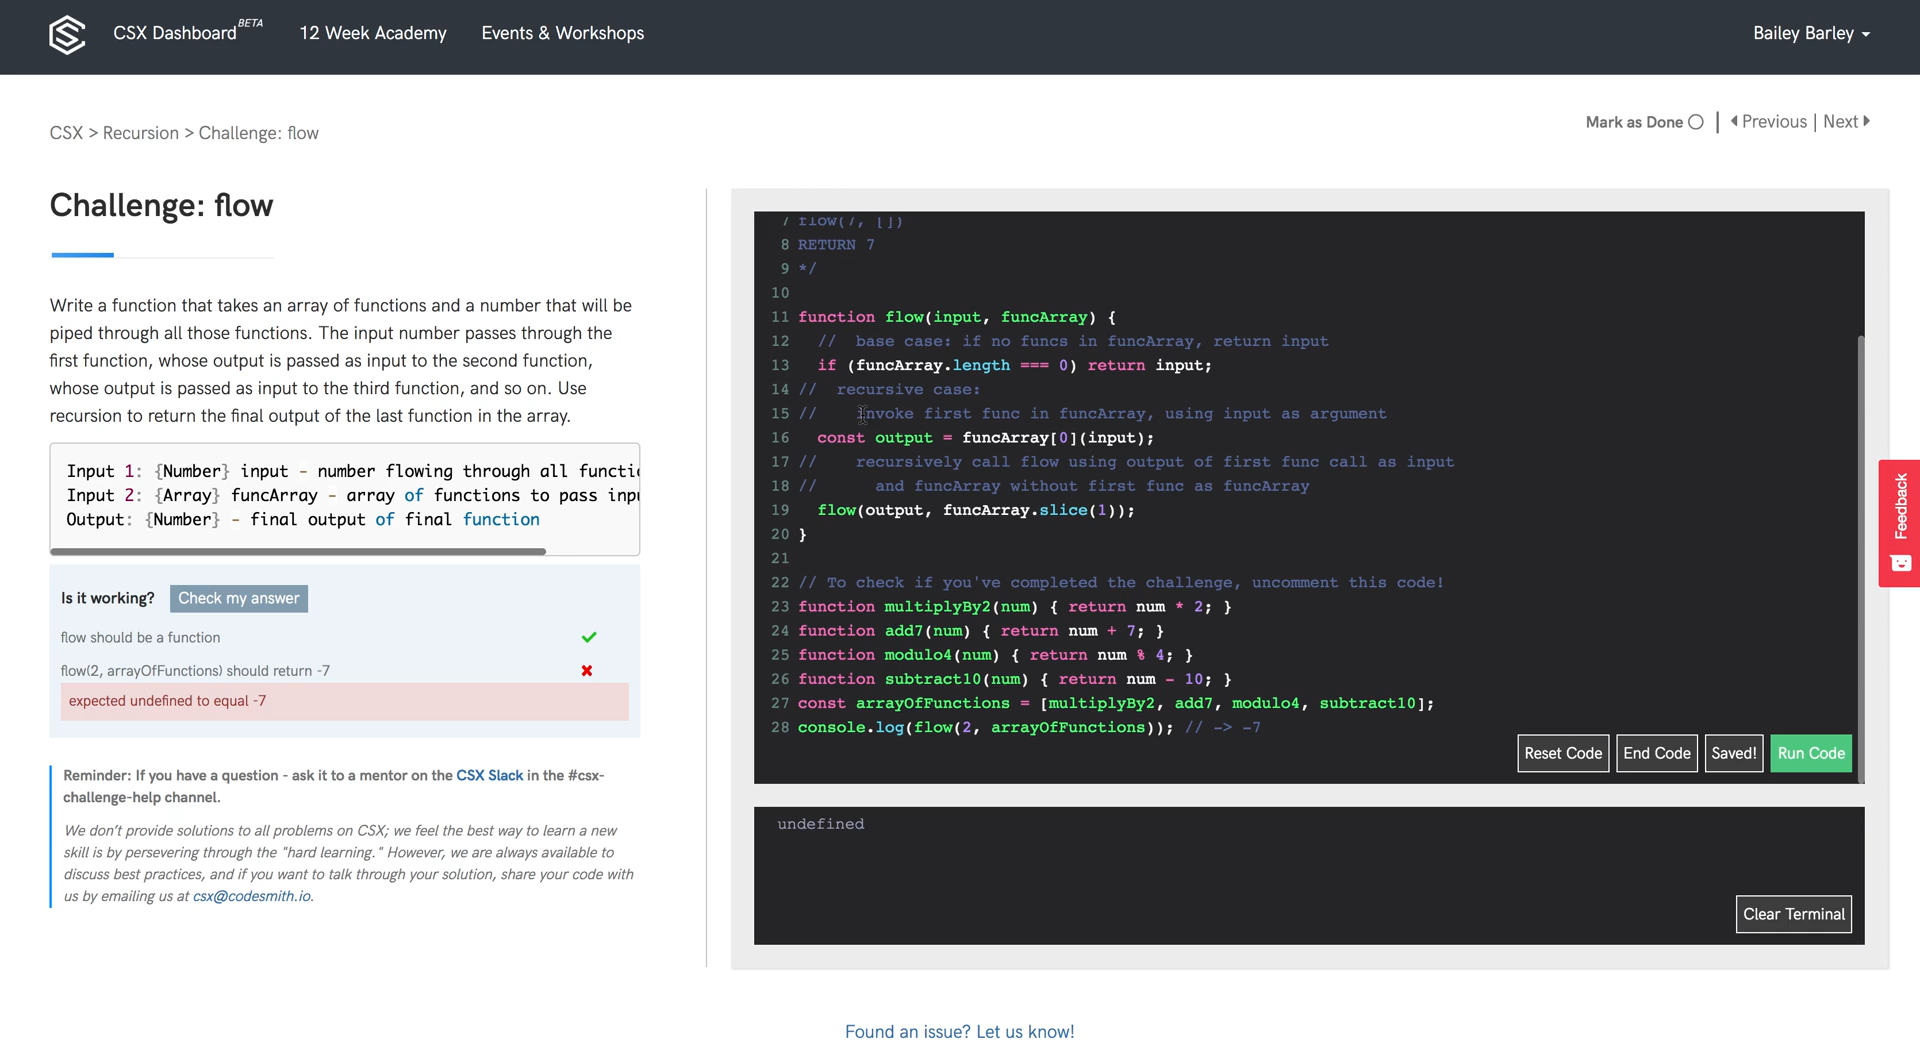 CSX Dashboard BETA
12 Week Academy
Events & Workshops
Bailey Barley
CSX > Recursion > Challenge: flow
Mark as Done
Previous | Next
Challenge: flow
Write a function that takes an array of functions and a number that will be
piped through all those functions. The input number passes through the
first function, whose output is passed as input to the second function,
whose output is passed as input to the third function, and so on. Use
recursion to return the final output of the last function in the array.
Input 1: {Number} input - number flowing through all functio
Input 2: {Array} funcArray - array of functions to pass inpu
Output: {Number} - final output of final function
Is it working? Check my answer
flow should be a function
flow(2, arrayOfFunctions) should return -7
expected undefined to equal -7
Reminder: If you have a question - ask it to a mentor on the CSX Slack in the #csx-
challenge-help channel.
We don't provide solutions to all problems on CSX; we feel the best way to learn a new
skill is by persevering through the "hard learning." However, we are always available to
discuss best practices, and if you want to talk through your solution, share your code with
us by emailing us at csx@codesmith.io.
7 flow(7, [])
8 RETURN 7
9 */
10
11 function flow(input, funcArray) {
12 // base case: if no funcs in funcArray, return input
13 if (funcArray.length === 0) return input;
14 // recursive case:
15 // invoke first func in funcArray, using input as argument
16 const output = funcArray[0](input);
17 // recursively call flow using output of first func call as input
18 // and funcArray without first func as funcArray
19 flow(output, funcArray.slice(1));
20 }
21
22 // To check if you've completed the challenge, uncomment this code!
23 function multiplyBy2(num) { return num * 2; }
24 function add7(num) { return num + 7; }
25 function modulo4(num) { return num % 4; }
26 function subtract10(num) { return num - 10; }
27 const arrayOfFunctions = [multiplyBy2, add7, modulo4, subtract10];
28 console.log(flow(2, arrayOfFunctions)); // -> -7
Reset Code
End Code
Saved!
Run Code
undefined
Clear Terminal
Feedback
Found an issue? Let us know!